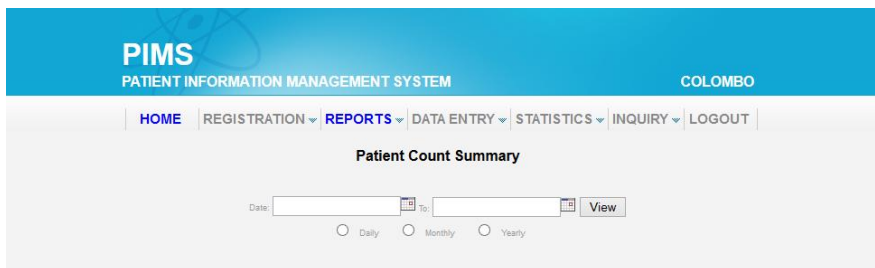 PIMS
PATIENT INFORMATION MANAGEMENT SYSTEM COLOMBO
HOME REGISTRATION REPORTS DATA ENTRY STATISTICS INQUIRY LOGOUT
Patient Count Summary
Date: To: View
Daily Monthly Yearly